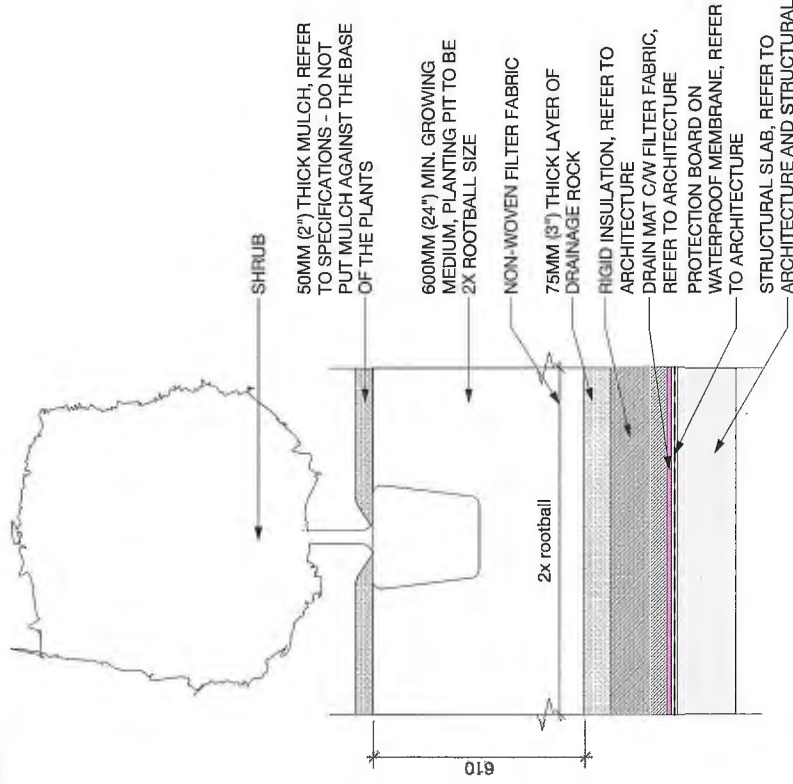 SHRUB
50MM (2") THICK MULCH, REFER
TO SPECIFICATIONS - DO NOT
PUT MULCH AGAINST THE BASE
OF THE PLANTS
600MM (24") MIN. GROWING
MEDIUM, PLANTING PIT TO BE
2X ROOTBALL SIZE
NON-WOVEN FILTER FABRIC
75MM (3") THICK LAYER OF
DRAINAGE ROCK
RIGID INSULATION, REFER TO
ARCHITECTURE
DRAIN MAT C/W FILTER FABRIC,
REFER TO ARCHITECTURE
PROTECTION BOARD ON
WATERPROOF MEMBRANE, REFER
TO ARCHITECTURE
STRUCTURAL SLAB, REFER TO
ARCHITECTURE AND STRUCTURAL
2x rootball
610